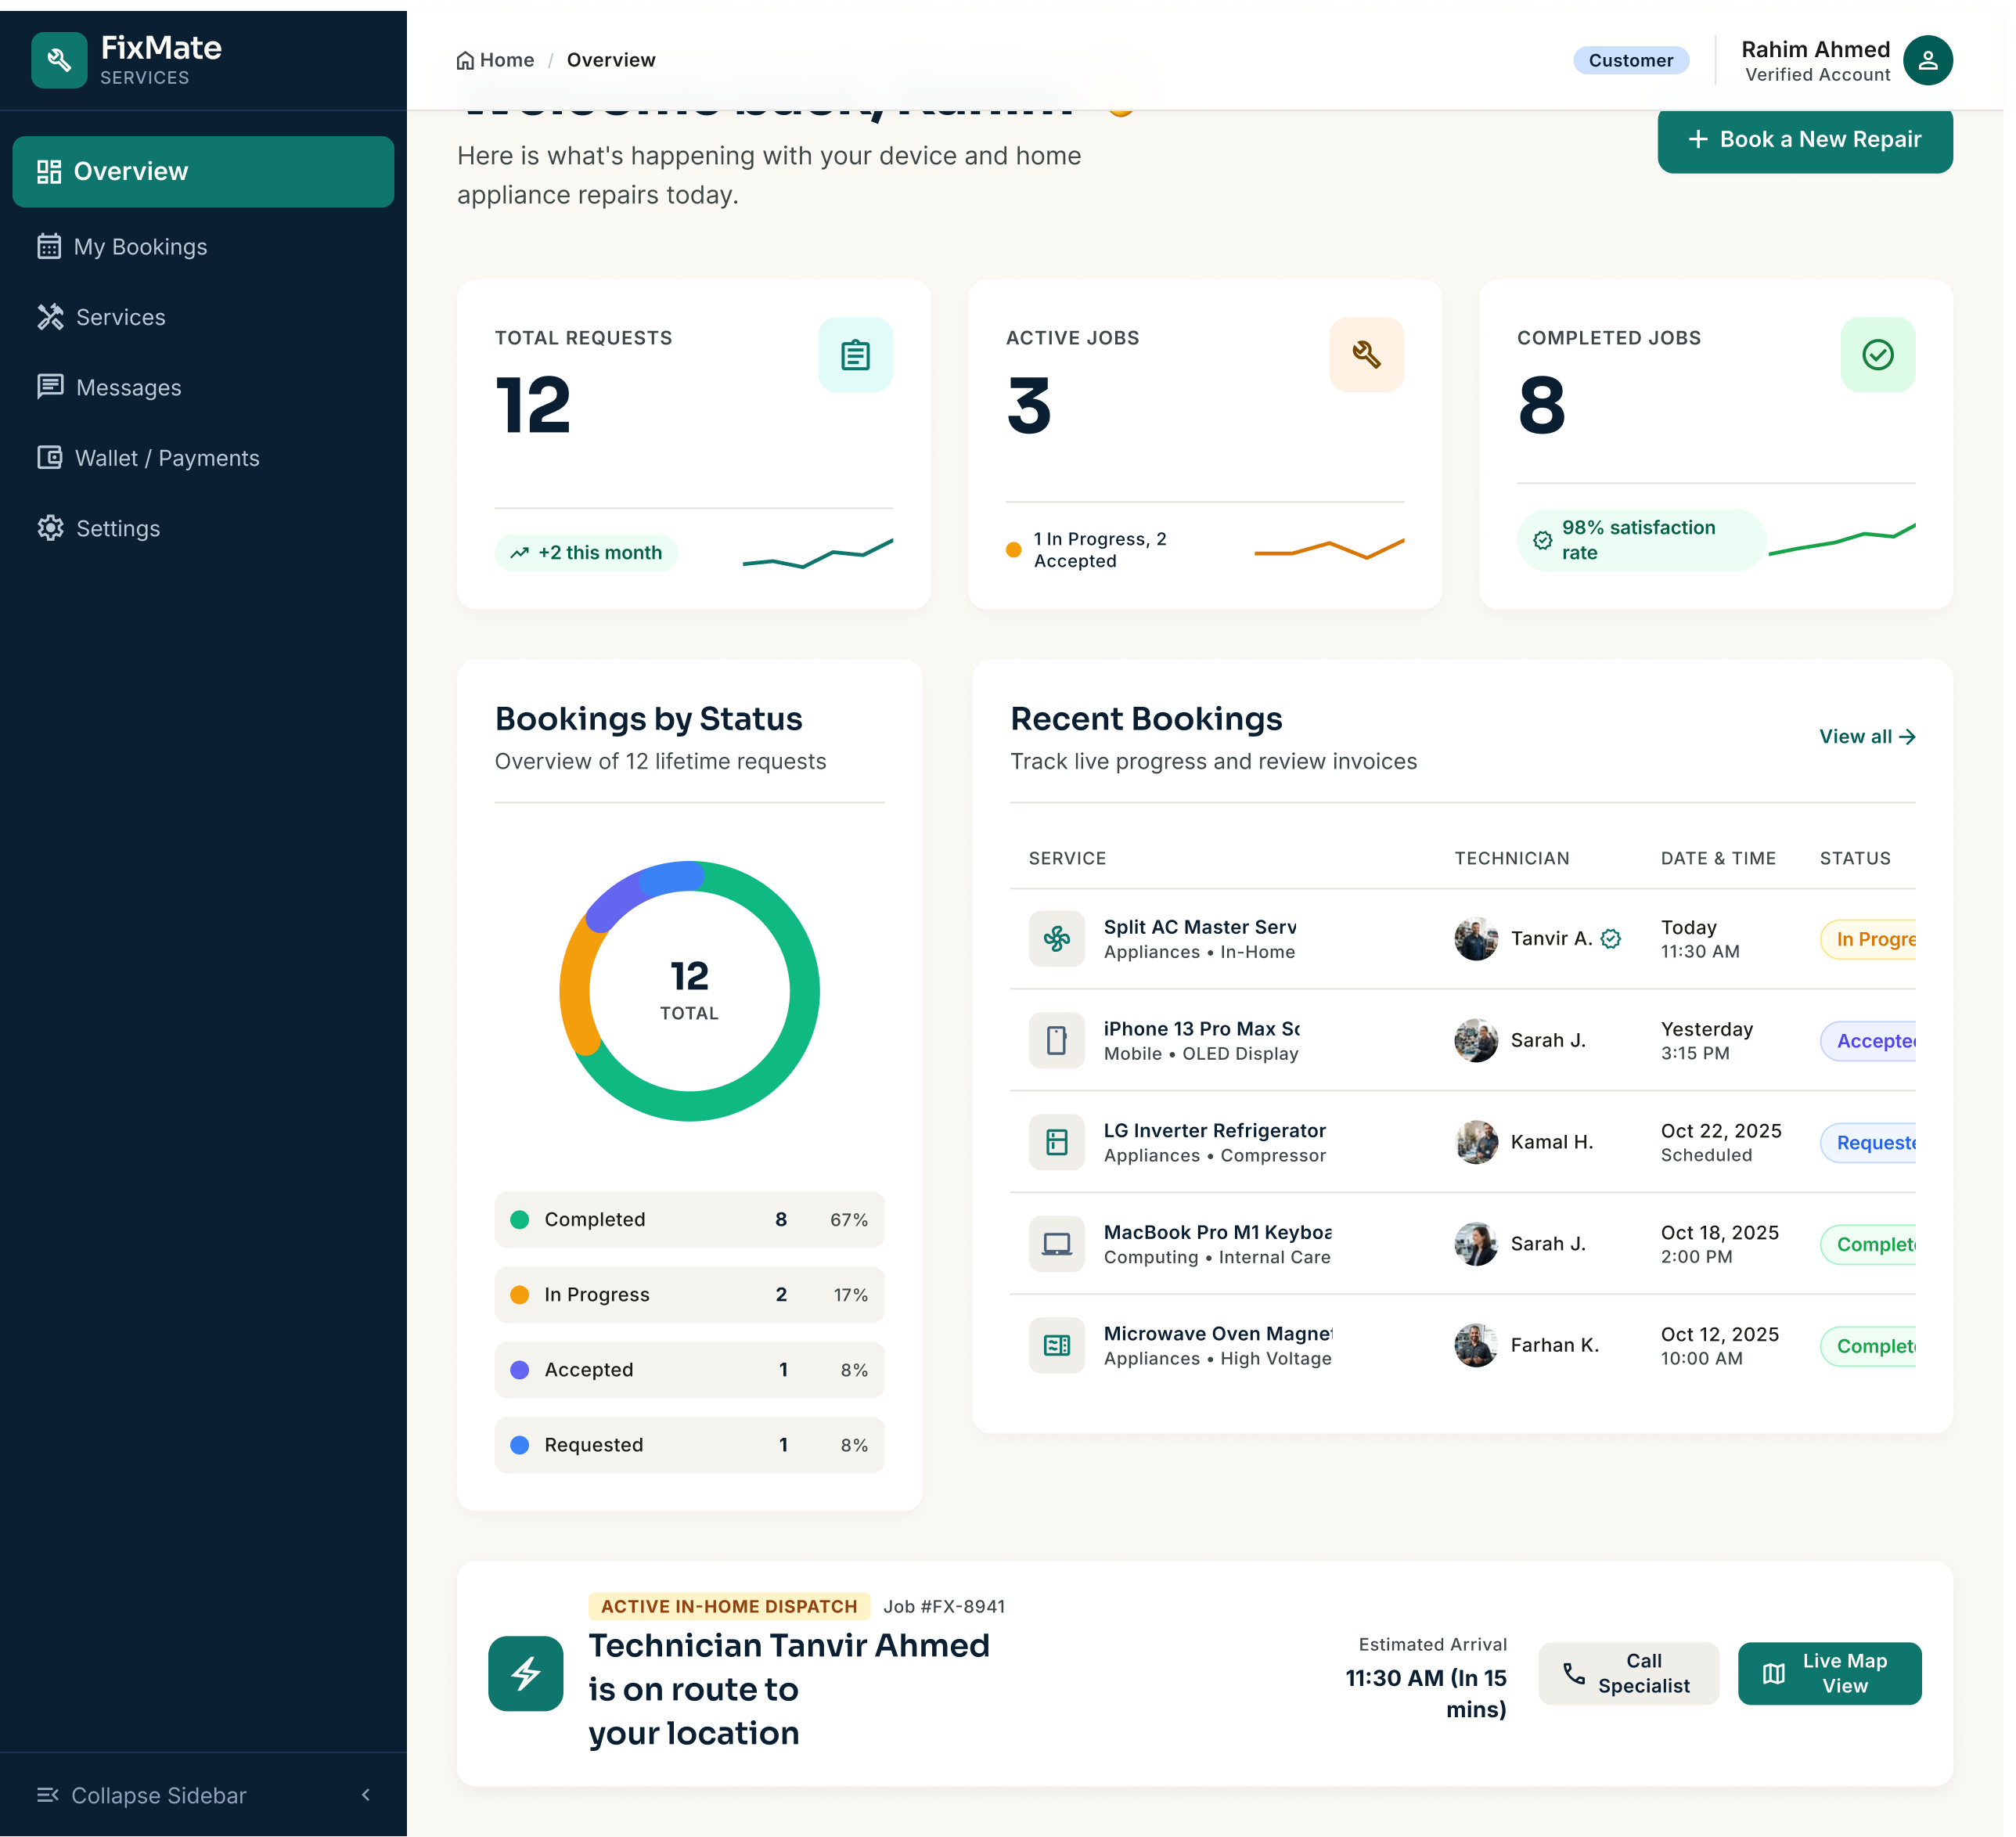 FixMate
SERVICES
Overview
My Bookings
Services
Messages
Wallet / Payments
Settings
Collapse Sidebar
Home / Overview
Customer
Rahim Ahmed
Verified Account
Welcome back, Rahim
Here is what's happening with your device and home
appliance repairs today.
+ Book a New Repair
TOTAL REQUESTS
12
+2 this month
ACTIVE JOBS
3
1 In Progress, 2
Accepted
COMPLETED JOBS
8
98% satisfaction
rate
Bookings by Status
Overview of 12 lifetime requests
12
TOTAL
Completed 8 67%
In Progress 2 17%
Accepted 1 8%
Requested 1 8%
Recent Bookings
Track live progress and review invoices
View all
SERVICE TECHNICIAN DATE & TIME STATUS
Split AC Master Serv
Appliances • In-Home
Tanvir A.
Today
11:30 AM
In Progre
iPhone 13 Pro Max Sc
Mobile • OLED Display
Sarah J.
Yesterday
3:15 PM
Accepted
LG Inverter Refrigerator
Appliances • Compressor
Kamal H.
Oct 22, 2025
Scheduled
Requeste
MacBook Pro M1 Keyboa
Computing • Internal Care
Sarah J.
Oct 18, 2025
2:00 PM
Complet
Microwave Oven Magnet
Appliances • High Voltage
Farhan K.
Oct 12, 2025
10:00 AM
Complet
ACTIVE IN-HOME DISPATCH Job #FX-8941
Technician Tanvir Ahmed
is on route to
your location
Estimated Arrival
11:30 AM (In 15
mins)
Call
Specialist
Live Map
View